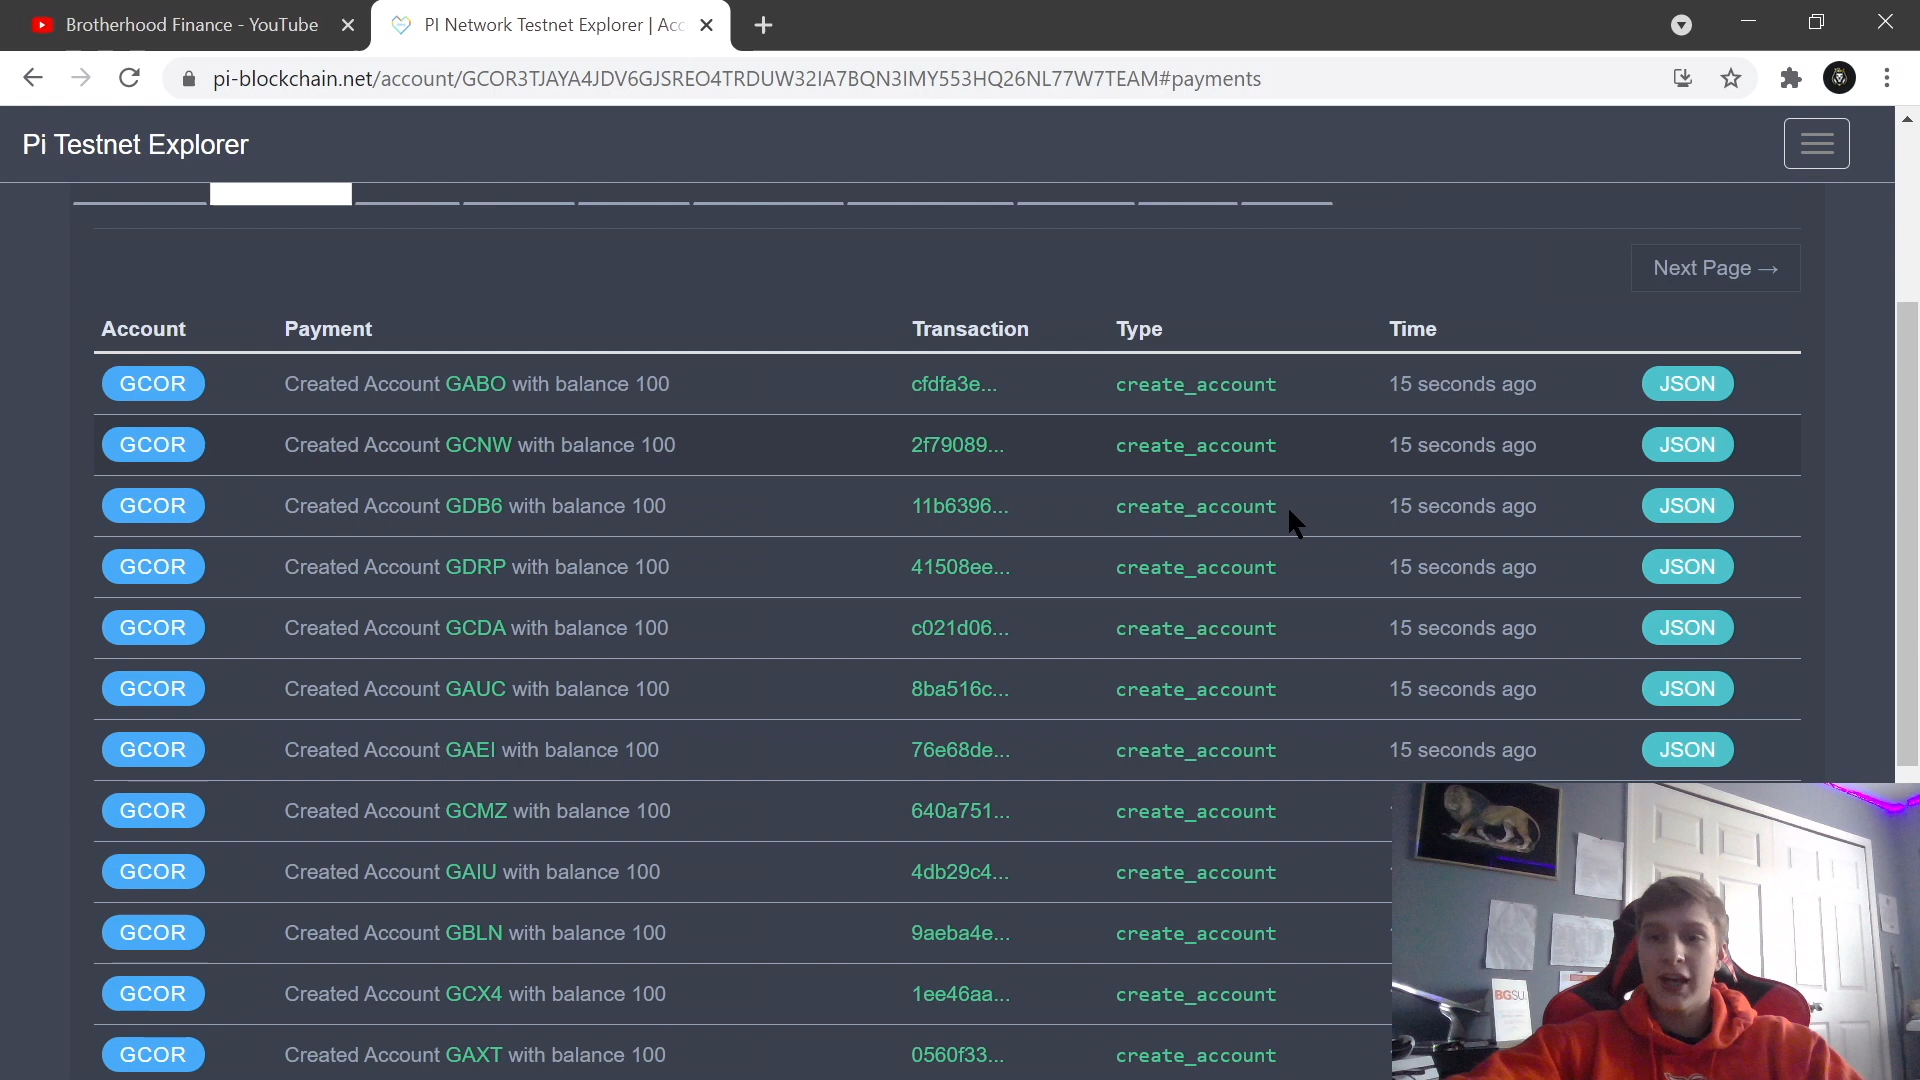 Brotherhood Finance - YouTube
PI Network Testnet Explorer | Acc
pi-blockchain.net/account/GCOR3TJAYA4JDV6GJSREO4TRDUW32IA7BQN3IMY553HQ26NL77W7TEAM#payments
Pi Testnet Explorer
Next Page →
Account Payment Transaction Type Time
GCOR Created Account GABO with balance 100 cfdfa3e... create_account 15 seconds ago JSON
GCOR Created Account GCNW with balance 100 2f79089... create_account 15 seconds ago JSON
GCOR Created Account GDB6 with balance 100 11b6396... create_account 15 seconds ago JSON
GCOR Created Account GDRP with balance 100 41508ee... create_account 15 seconds ago JSON
GCOR Created Account GCDA with balance 100 c021d06... create_account 15 seconds ago JSON
GCOR Created Account GAUC with balance 100 8ba516c... create_account 15 seconds ago JSON
GCOR Created Account GAEI with balance 100 76e68de... create_account 15 seconds ago JSON
GCOR Created Account GCMZ with balance 100 640a751... create_account
GCOR Created Account GAIU with balance 100 4db29c4... create_account
GCOR Created Account GBLN with balance 100 9aeba4e... create_account
GCOR Created Account GCX4 with balance 100 1ee46aa... create_account
GCOR Created Account GAXT with balance 100 0560f33... create_account
BGSU